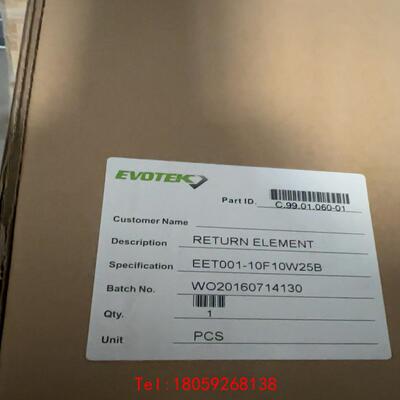 EVOTEK
Part ID. C.99.01.060-01
Customer Name
Description RETURN ELEMENT
Specification EET001-10F10W25B
Batch No. WO20160714130
Qty. 1
Unit PCS
Tel:18059268138